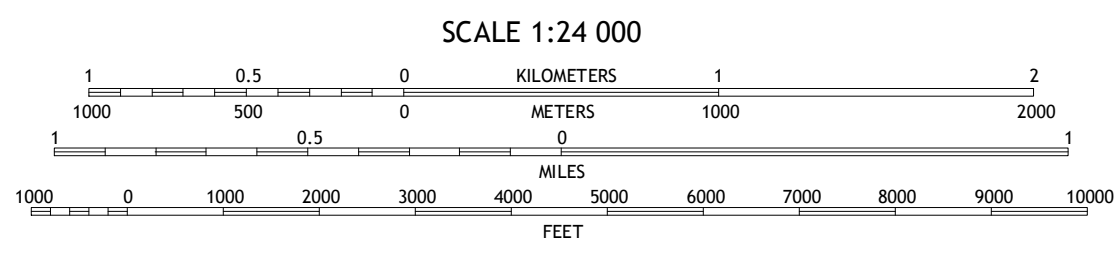 SCALE 1:24 000
1 0.5 0 KILOMETERS 1 2
1000 500 0 METERS 1000 2000
1 0.5 0 1
MILES
1000 0 1000 2000 3000 4000 5000 6000 7000 8000 9000 10000
FEET